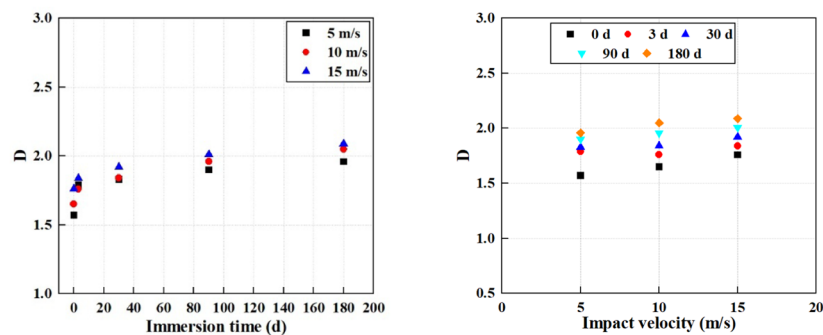 3.0
2.5
2.0
1.5
1.0
D
5 m/s
10 m/s
15 m/s
0 20 40 60 80 100 120 140 160 180 200
Immersion time (d)
3.0
2.5
2.0
1.5
1.0
0.5
D
0 d 3 d 30 d
90 d 180 d
0 5 10 15 20
Impact velocity (m/s)